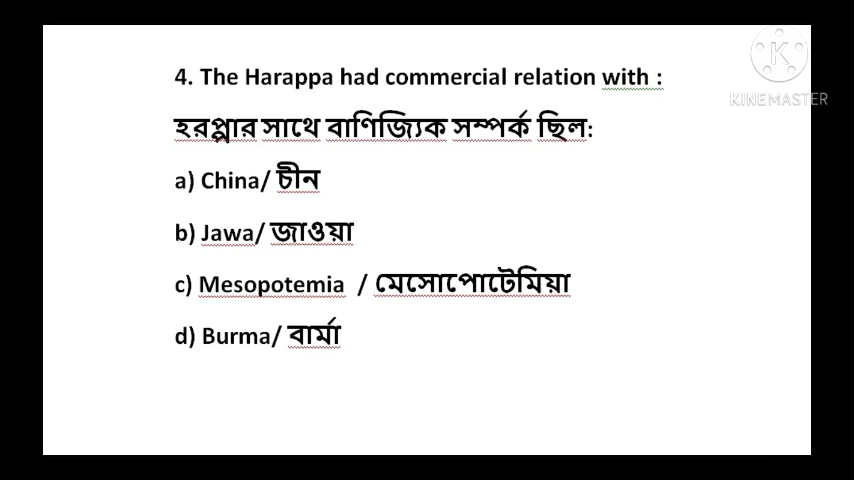 4. The Harappa had commercial relation with :
হরপ্পার সাথে বাণিজ্যিক সম্পর্ক ছিল:
a) China/ চীন
b) Jawa/ জাওয়া
c) Mesopotemia / মেসোপোটেমিয়া
d) Burma/ বার্মা
K
KINEMASTER